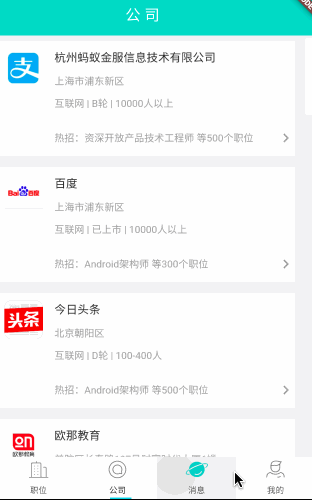 公司
杭州蚂蚁金服信息技术有限公司
上海市浦东新区
互联网 | B轮 | 10000人以上
热招：资深开放产品技术工程师 等500个职位
Bai百度
百度
上海市浦东新区
互联网 | 已上市 | 10000人以上
热招：Android架构师 等300个职位
头条
今日头条
北京朝阳区
互联网 | D轮 | 100-400人
热招：Android架构师 等500个职位
on
欧那教育
欧那教育
职位
公司
消息
我的